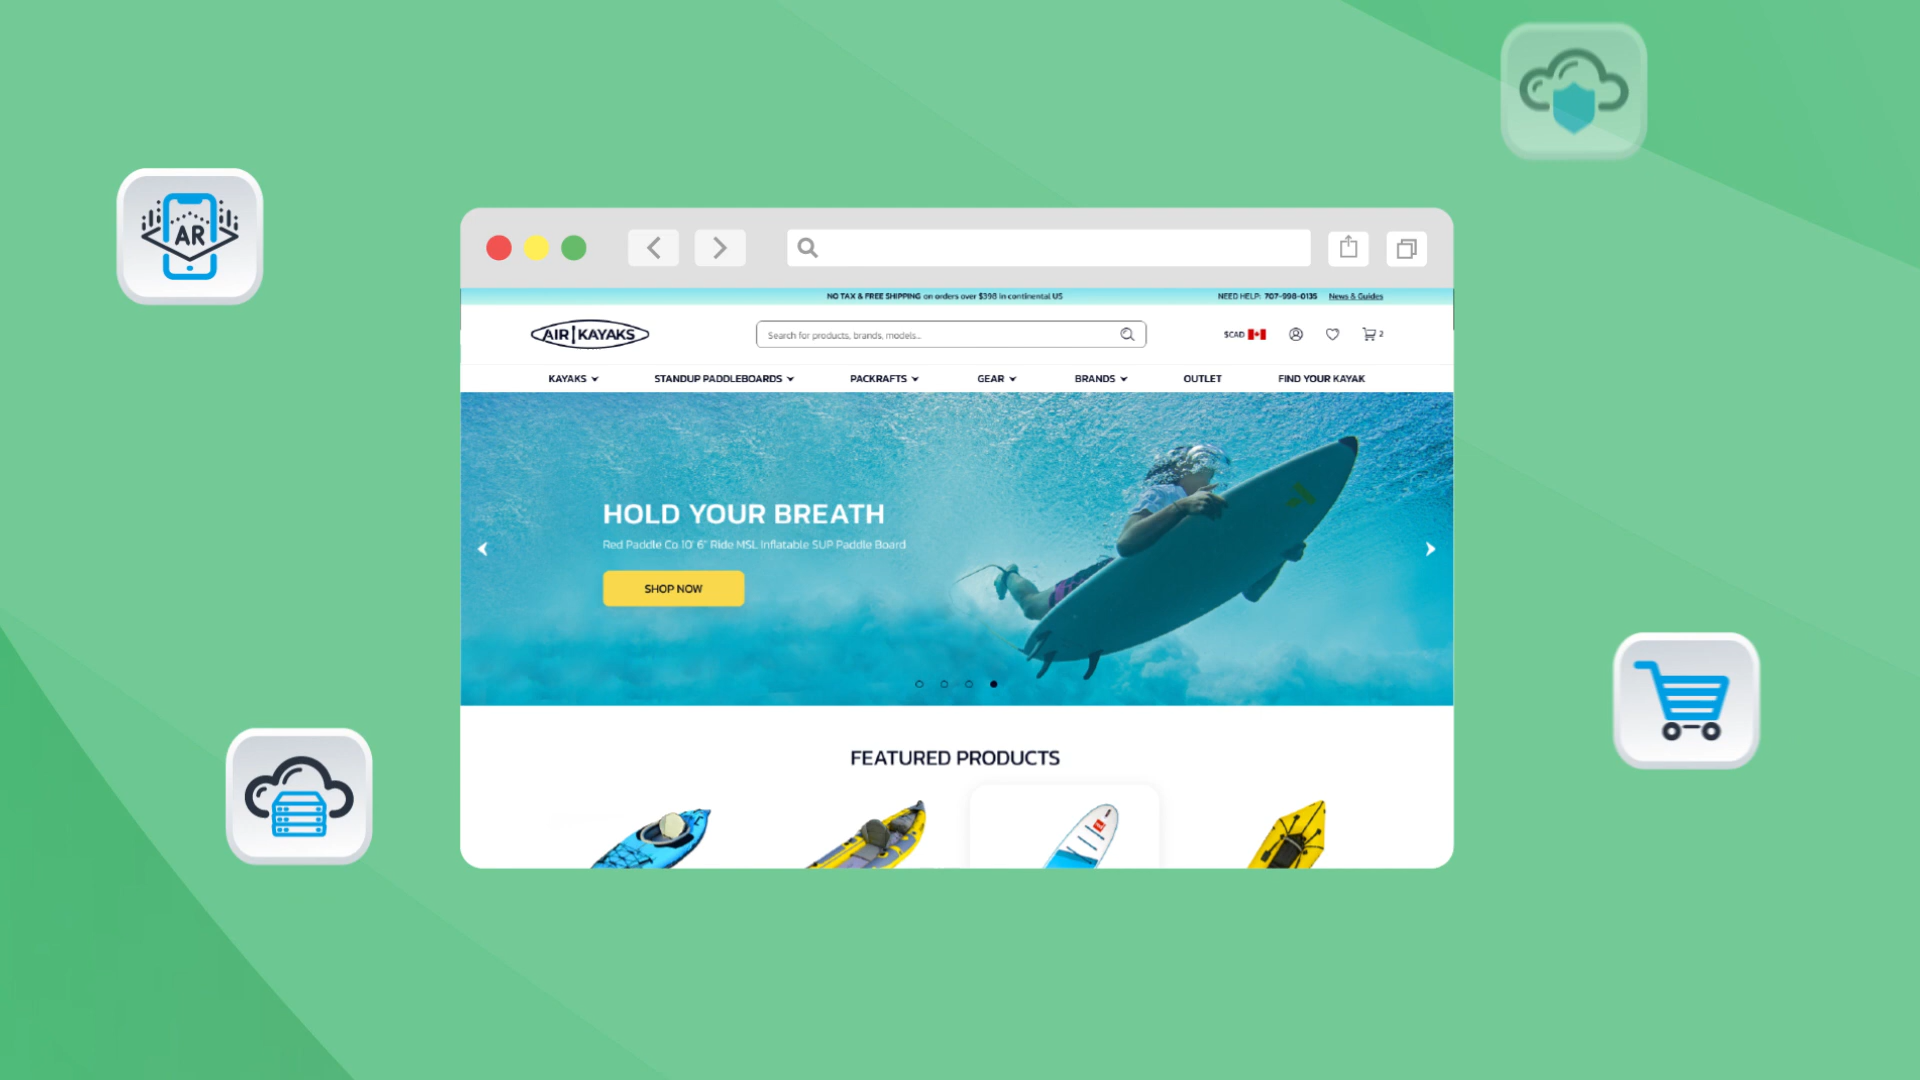 AR
NO TAX & FREE SHIPPING on orders over $398 in continental US
NEED HELP: 707-998-0135 News & Guides
AIR KAYAKS
Search for products, brands, models...
$CAD
2
KAYAKS STANDUP PADDLEBOARDS PACKRAFTS GEAR BRANDS OUTLET FIND YOUR KAYAK
HOLD YOUR BREATH
Red Paddle Co 10' 6" Ride MSL Inflatable SUP Paddle Board
SHOP NOW
FEATURED PRODUCTS